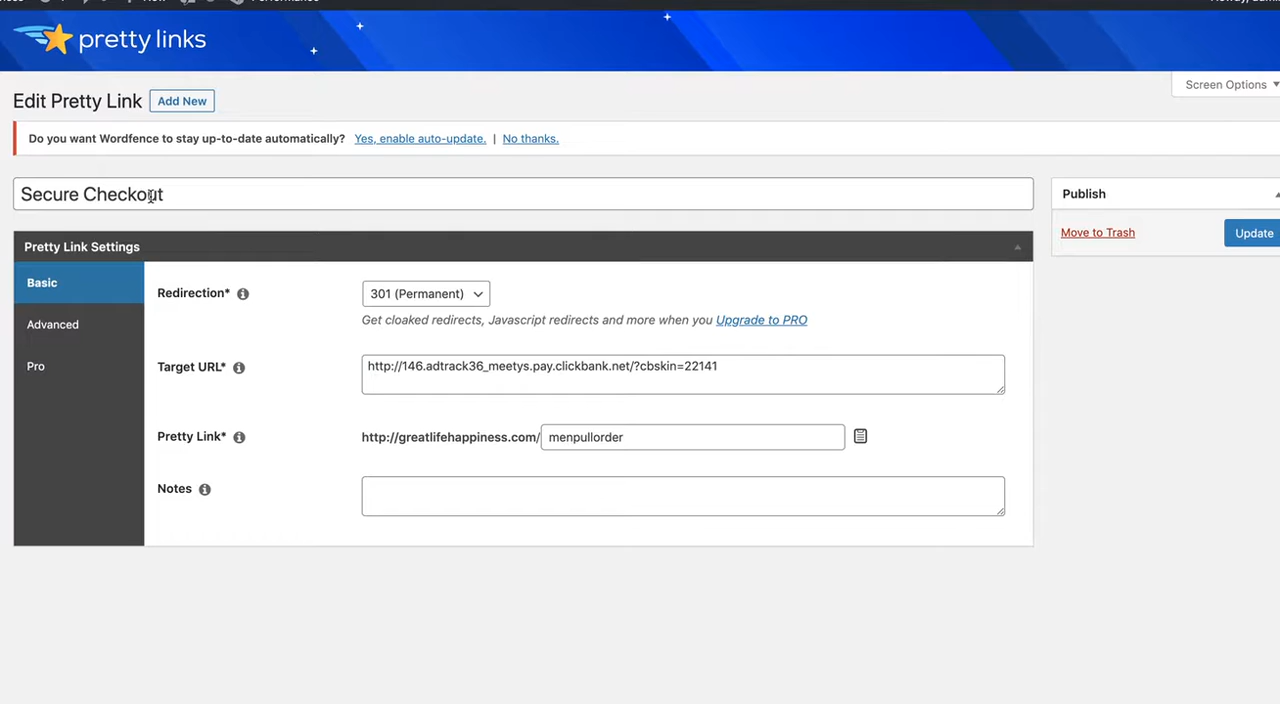 pretty links
Screen Options
Edit Pretty Link Add New
Do you want Wordfence to stay up-to-date automatically? Yes, enable auto-update. | No thanks.
Secure Checkout
Publish
Move to Trash Update
Pretty Link Settings
Basic
Advanced
Pro
Redirection* 301 (Permanent)
Get cloaked redirects, Javascript redirects and more when you Upgrade to PRO
Target URL* http://146.adtrack36_meetys.pay.clickbank.net/?cbskin=22141
Pretty Link* http://greatlifehappiness.com/ menpullorder
Notes